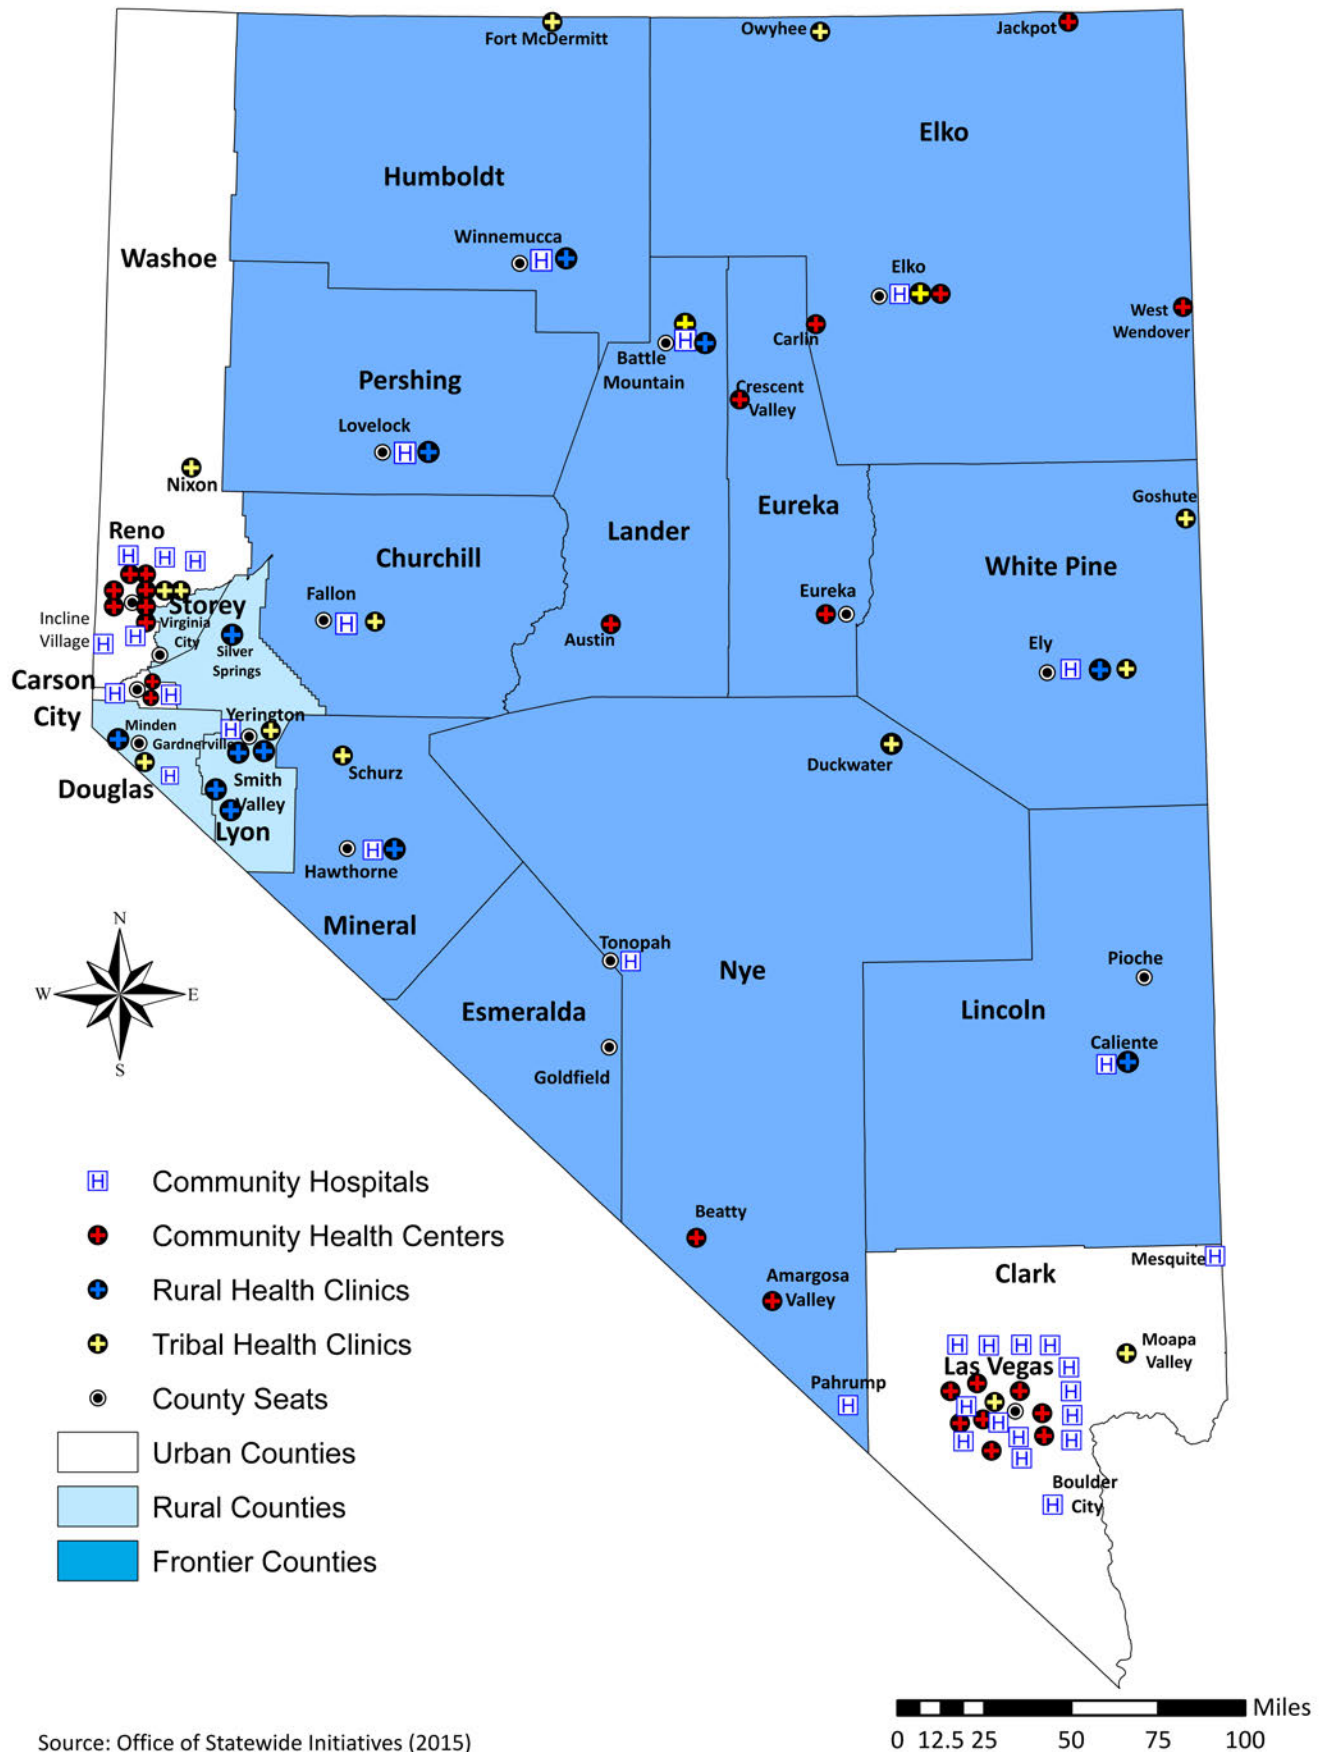 Fort McDermitt
Owyhee
Jackpot
Elko
Humboldt
Winnemucca
Washoe
Elko
West
Wendover
Carlin
Battle
Mountain
Crescent
Valley
Pershing
Lovelock
Nixon
Goshute
Eureka
Lander
Reno
Churchill
White Pine
Fallon
Storey
Eureka
Incline
Village
Virginia
City
Silver
Springs
Austin
Ely
Carson
City
Yerington
Minden
Gardnerville
Duckwater
Schurz
Smith
Valley
Douglas
Lyon
Hawthorne
Mineral
N
W
E
S
Tonopah
Nye
Pioche
Esmeralda
Lincoln
Caliente
Goldfield
H Community Hospitals
Community Health Centers
Rural Health Clinics
Tribal Health Clinics
County Seats
Urban Counties
Rural Counties
Frontier Counties
Beatty
Amargosa
Valley
Mesquite
Clark
Moapa
Valley
Las Vegas
Pahrump
Boulder
City
Miles
0 12.5 25 50 75 100
Source: Office of Statewide Initiatives (2015)